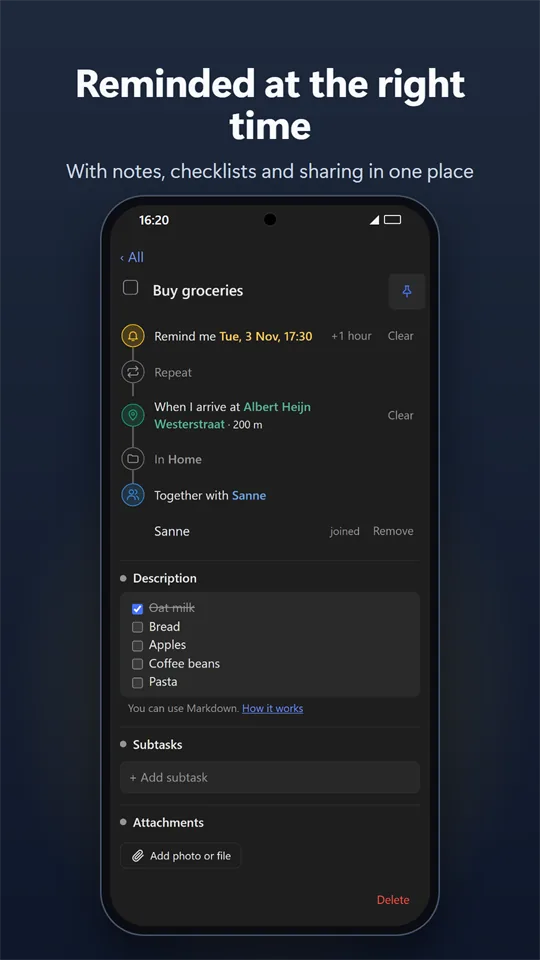 Reminded at the right
time
With notes, checklists and sharing in one place
16:20
‹ All
Buy groceries
Remind me Tue, 3 Nov, 17:30 +1 hour Clear
Repeat
When I arrive at Albert Heijn
Westerstraat · 200 m Clear
In Home
Together with Sanne
Sanne joined Remove
Description
Oat milk
Bread
Apples
Coffee beans
Pasta
You can use Markdown. How it works
Subtasks
+ Add subtask
Attachments
Add photo or file
Delete